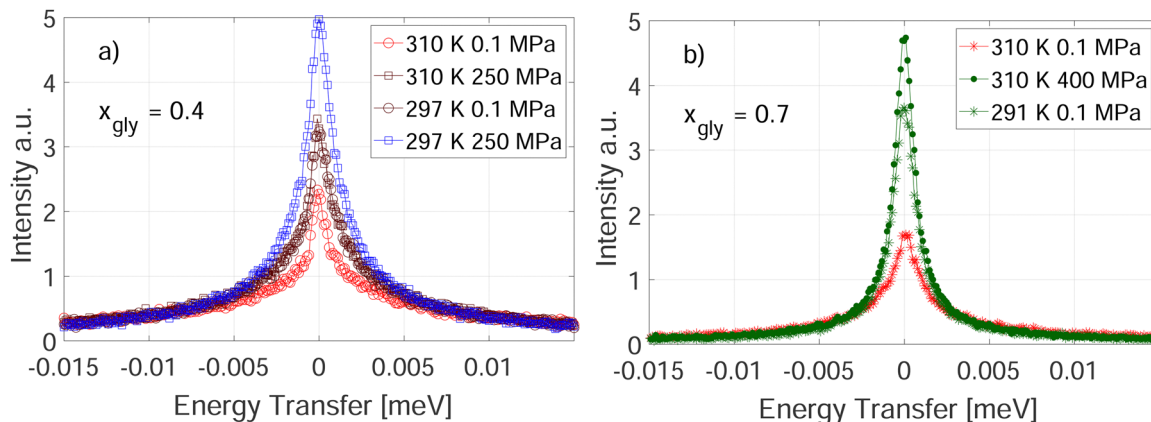 a)
x_gly = 0.4
310 K 0.1 MPa
310 K 250 MPa
297 K 0.1 MPa
297 K 250 MPa
Intensity a.u.
5
4
3
2
1
0
-0.015 -0.01 -0.005 0 0.005 0.01
Energy Transfer [meV]
b)
x_gly = 0.7
310 K 0.1 MPa
310 K 400 MPa
291 K 0.1 MPa
Intensity a.u.
5
4
3
2
1
0
-0.015 -0.01 -0.005 0 0.005 0.01
Energy Transfer [meV]